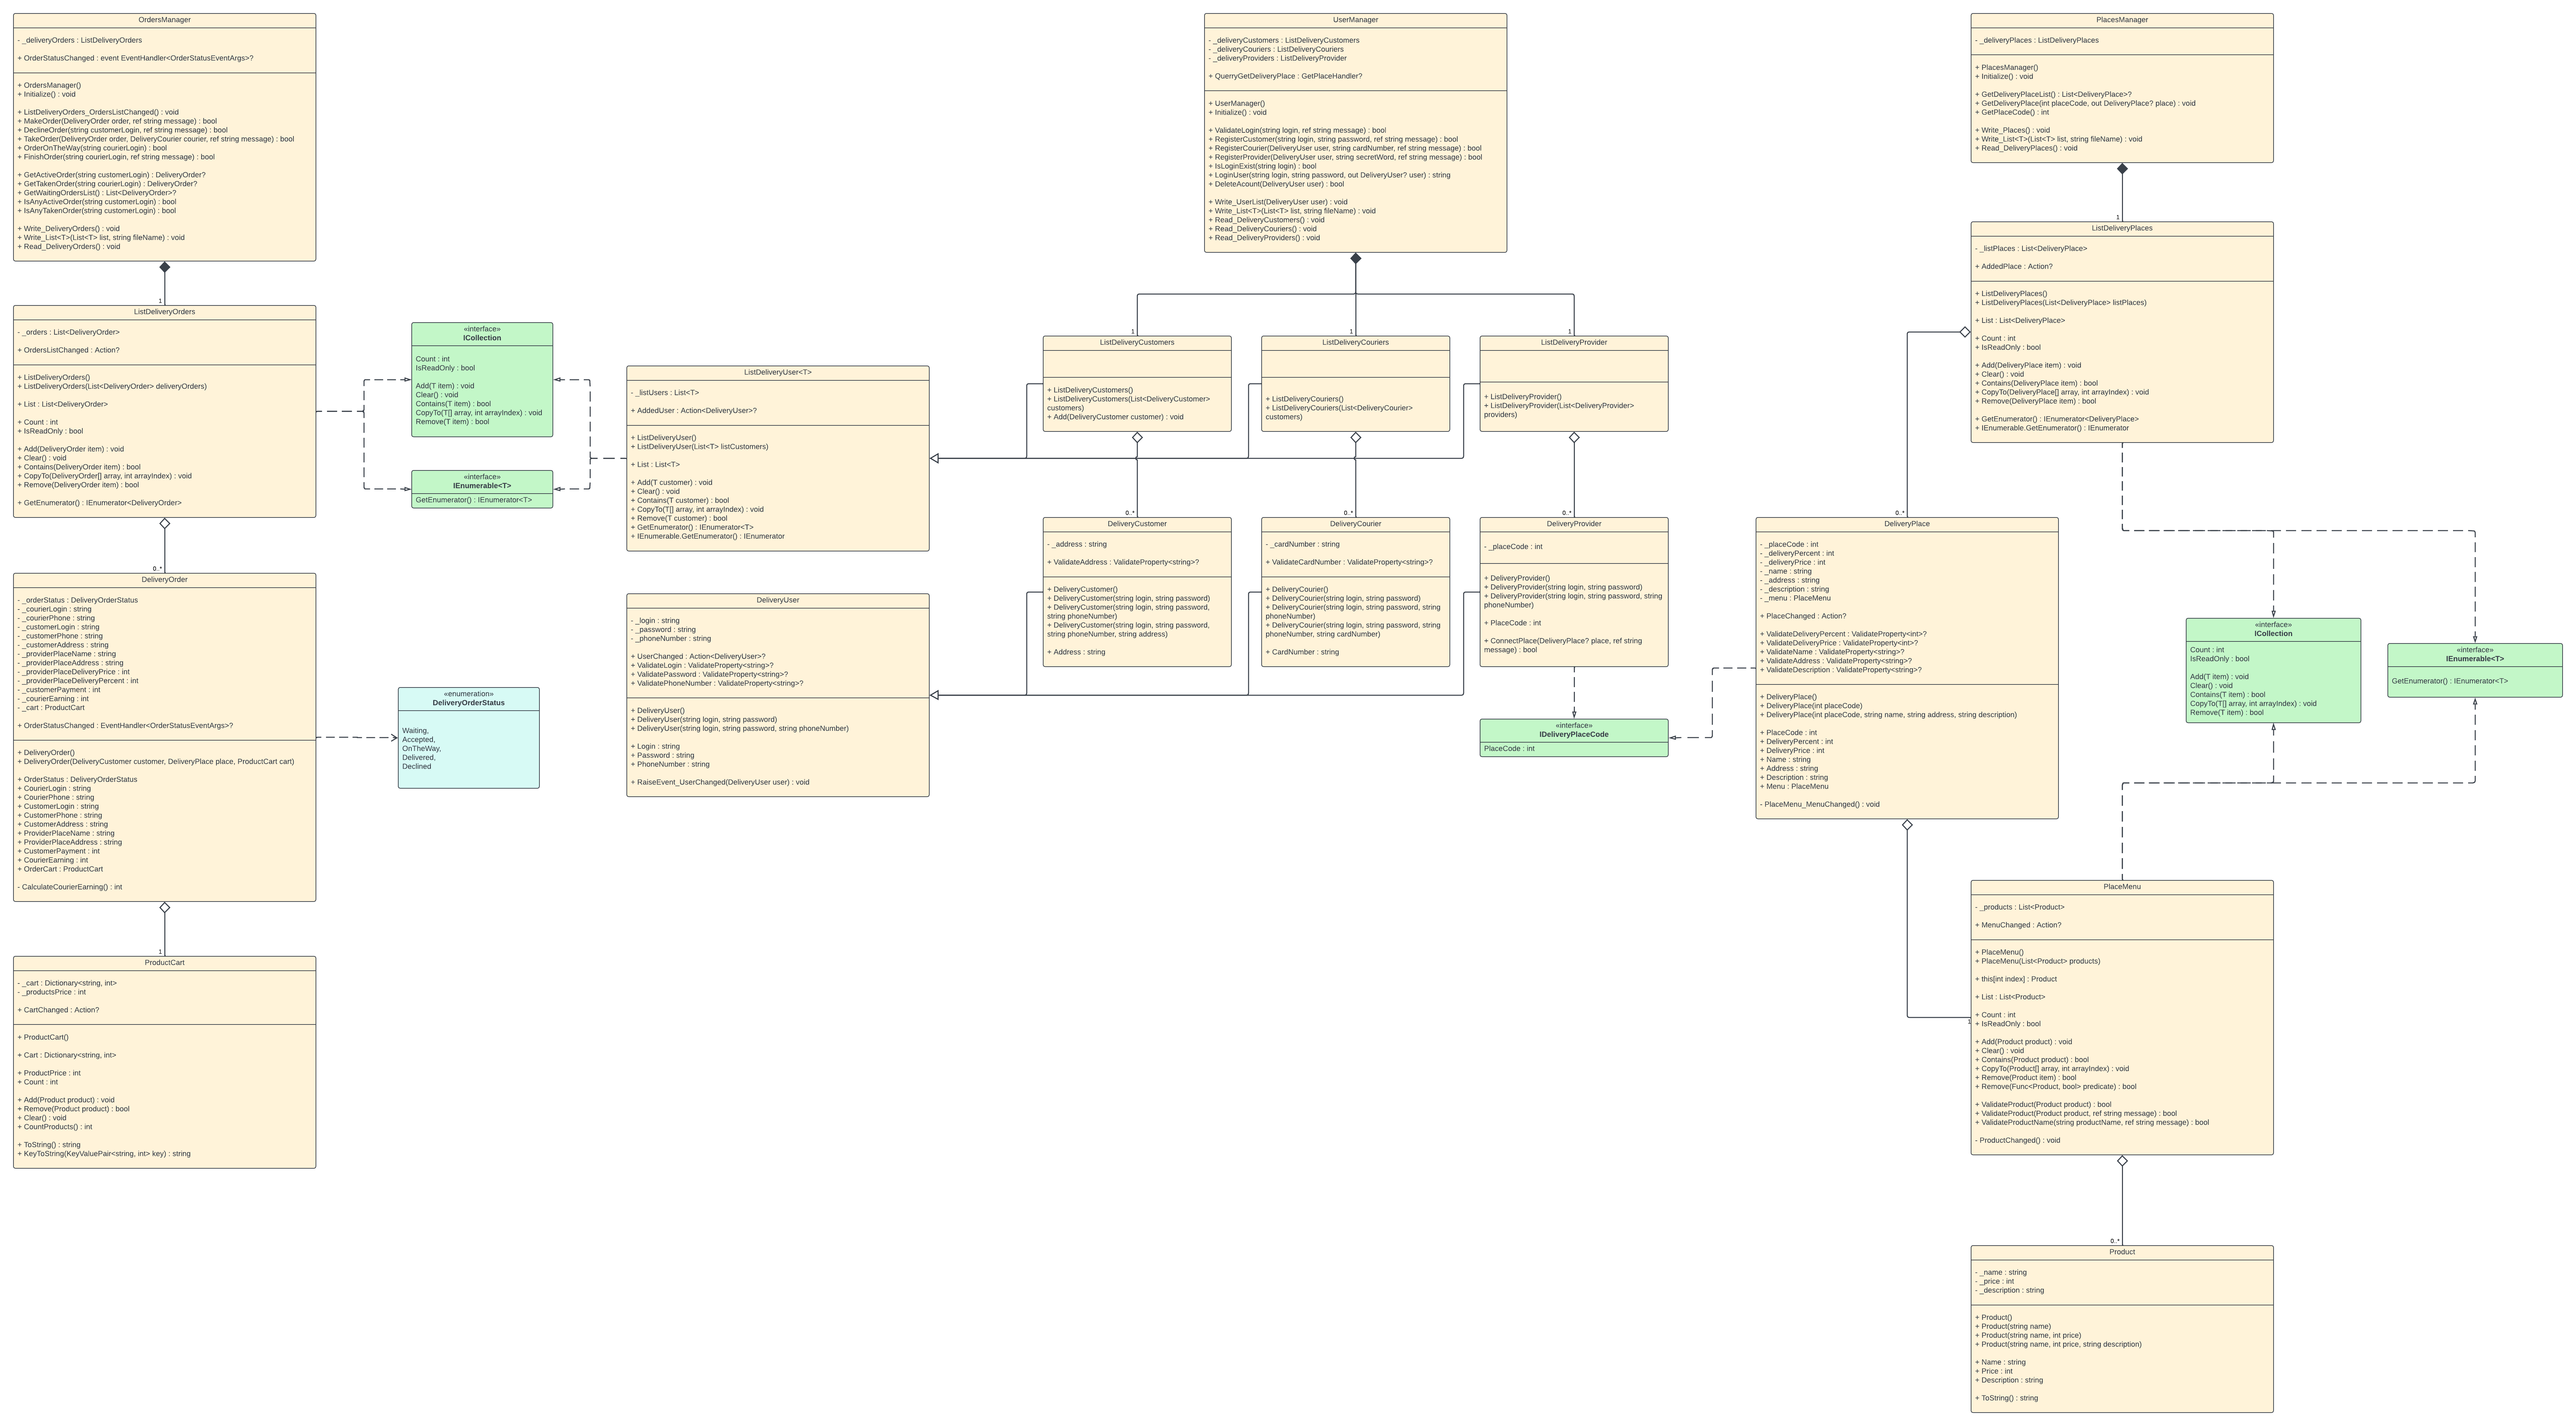 OrdersManager
- _deliveryOrders : ListDeliveryOrders
+ OrderStatusChanged : event EventHandler<OrderStatusEventArgs>?
+ OrdersManager()
+ Initialize() : void
+ ListDeliveryOrders_OrdersListChanged() : void
+ MakeOrder(DeliveryOrder order, ref string message) : bool
+ DeclineOrder(string customerLogin, ref string message) : bool
+ TakeOrder(DeliveryOrder order, DeliveryCourier courier, ref string message) : bool
+ OrderOnTheWay(string courierLogin) : bool
+ FinishOrder(string courierLogin, ref string message) : bool
+ GetActiveOrder(string customerLogin) : DeliveryOrder?
+ GetTakenOrder(string courierLogin) : DeliveryOrder?
+ GetWaitingOrdersList() : List<DeliveryOrder>?
+ IsAnyActiveOrder(string customerLogin) : bool
+ IsAnyTakenOrder(string customerLogin) : bool
+ Write_DeliveryOrders() : void
+ Write_List<T>(List<T> list, string fileName) : void
+ Read_DeliveryOrders() : void
1
ListDeliveryOrders
- _orders : List<DeliveryOrder>
+ OrdersListChanged : Action?
+ ListDeliveryOrders()
+ ListDeliveryOrders(List<DeliveryOrder> deliveryOrders)
+ List : List<DeliveryOrder>
+ Count : int
+ IsReadOnly : bool
+ Add(DeliveryOrder item) : void
+ Clear() : void
+ Contains(DeliveryOrder item) : bool
+ CopyTo(DeliveryOrder[] array, int arrayIndex) : void
+ Remove(DeliveryOrder item) : bool
+ GetEnumerator() : IEnumerator<DeliveryOrder>
0..*
DeliveryOrder
- _orderStatus : DeliveryOrderStatus
- _courierLogin : string
- _courierPhone : string
- _customerLogin : string
- _customerPhone : string
- _customerAddress : string
- _providerPlaceName : string
- _providerPlaceAddress : string
- _providerPlaceDeliveryPrice : int
- _providerPlaceDeliveryPercent : int
- _customerPayment : int
- _courierEarning : int
- _cart : ProductCart
+ OrderStatusChanged : EventHandler<OrderStatusEventArgs>?
+ DeliveryOrder()
+ DeliveryOrder(DeliveryCustomer customer, DeliveryPlace place, ProductCart cart)
+ OrderStatus : DeliveryOrderStatus
+ CourierLogin : string
+ CourierPhone : string
+ CustomerLogin : string
+ CustomerPhone : string
+ CustomerAddress : string
+ ProviderPlaceName : string
+ ProviderPlaceAddress : string
+ CustomerPayment : int
+ CourierEarning : int
+ OrderCart : ProductCart
- CalculateCourierEarning() : int
1
ProductCart
- _cart : Dictionary<string, int>
- _productsPrice : int
+ CartChanged : Action?
+ ProductCart()
+ Cart : Dictionary<string, int>
+ ProductPrice : int
+ Count : int
+ Add(Product product) : void
+ Remove(Product product) : bool
+ Clear() : void
+ CountProducts() : int
+ ToString() : string
+ KeyToString(KeyValuePair<string, int> key) : string
«interface»
ICollection
Count : int
IsReadOnly : bool
Add(T item) : void
Clear() : void
Contains(T item) : bool
CopyTo(T[] array, int arrayIndex) : void
Remove(T item) : bool
«interface»
IEnumerable<T>
GetEnumerator() : IEnumerator<T>
«enumeration»
DeliveryOrderStatus
Waiting,
Accepted,
OnTheWay,
Delivered,
Declined
ListDeliveryUser<T>
- _listUsers : List<T>
+ AddedUser : Action<DeliveryUser>?
+ ListDeliveryUser()
+ ListDeliveryUser(List<T> listCustomers)
+ List : List<T>
+ Add(T customer) : void
+ Clear() : void
+ Contains(T customer) : bool
+ CopyTo(T[] array, int arrayIndex) : void
+ Remove(T customer) : bool
+ GetEnumerator() : IEnumerator<T>
+ IEnumerable.GetEnumerator() : IEnumerator
DeliveryUser
- _login : string
- _password : string
- _phoneNumber : string
+ UserChanged : Action<DeliveryUser>?
+ ValidateLogin : ValidateProperty<string>?
+ ValidatePassword : ValidateProperty<string>?
+ ValidatePhoneNumber : ValidateProperty<string>?
+ DeliveryUser()
+ DeliveryUser(string login, string password)
+ DeliveryUser(string login, string password, string phoneNumber)
+ Login : string
+ Password : string
+ PhoneNumber : string
+ RaiseEvent_UserChanged(DeliveryUser user) : void
UserManager
- _deliveryCustomers : ListDeliveryCustomers
- _deliveryCouriers : ListDeliveryCouriers
- _deliveryProviders : ListDeliveryProvider
+ QuerryGetDeliveryPlace : GetPlaceHandler?
+ UserManager()
+ Initialize() : void
+ ValidateLogin(string login, ref string message) : bool
+ RegisterCustomer(string login, string password, ref string message) : bool
+ RegisterCourier(DeliveryUser user, string cardNumber, ref string message) : bool
+ RegisterProvider(DeliveryUser user, string secretWord, ref string message) : bool
+ IsLoginExist(string login) : bool
+ LoginUser(string login, string password, out DeliveryUser? user) : string
+ DeleteAcount(DeliveryUser user) : bool
+ Write_UserList(DeliveryUser user) : void
+ Write_List<T>(List<T> list, string fileName) : void
+ Read_DeliveryCustomers() : void
+ Read_DeliveryCouriers() : void
+ Read_DeliveryProviders() : void
1
1
1
ListDeliveryCustomers
+ ListDeliveryCustomers()
+ ListDeliveryCustomers(List<DeliveryCustomer>
customers)
+ Add(DeliveryCustomer customer) : void
ListDeliveryCouriers
+ ListDeliveryCouriers()
+ ListDeliveryCouriers(List<DeliveryCourier>
customers)
ListDeliveryProvider
+ ListDeliveryProvider()
+ ListDeliveryProvider(List<DeliveryProvider>
providers)
0..*
0..*
0..*
DeliveryCustomer
- _address : string
+ ValidateAddress : ValidateProperty<string>?
+ DeliveryCustomer()
+ DeliveryCustomer(string login, string password)
+ DeliveryCustomer(string login, string password,
string phoneNumber)
+ DeliveryCustomer(string login, string password,
string phoneNumber, string address)
+ Address : string
DeliveryCourier
- _cardNumber : string
+ ValidateCardNumber : ValidateProperty<string>?
+ DeliveryCourier()
+ DeliveryCourier(string login, string password)
+ DeliveryCourier(string login, string password, string
phoneNumber)
+ DeliveryCourier(string login, string password, string
phoneNumber, string cardNumber)
+ CardNumber : string
DeliveryProvider
- _placeCode : int
+ DeliveryProvider()
+ DeliveryProvider(string login, string password)
+ DeliveryProvider(string login, string password, string
phoneNumber)
+ PlaceCode : int
+ ConnectPlace(DeliveryPlace? place, ref string
message) : bool
«interface»
IDeliveryPlaceCode
PlaceCode : int
PlacesManager
- _deliveryPlaces : ListDeliveryPlaces
+ PlacesManager()
+ Initialize() : void
+ GetDeliveryPlaceList() : List<DeliveryPlace>?
+ GetDeliveryPlace(int placeCode, out DeliveryPlace? place) : void
+ GetPlaceCode() : int
+ Write_Places() : void
+ Write_List<T>(List<T> list, string fileName) : void
+ Read_DeliveryPlaces() : void
1
ListDeliveryPlaces
- _listPlaces : List<DeliveryPlace>
+ AddedPlace : Action?
+ ListDeliveryPlaces()
+ ListDeliveryPlaces(List<DeliveryPlace> listPlaces)
+ List : List<DeliveryPlace>
+ Count : int
+ IsReadOnly : bool
+ Add(DeliveryPlace item) : void
+ Clear() : void
+ Contains(DeliveryPlace item) : bool
+ CopyTo(DeliveryPlace[] array, int arrayIndex) : void
+ Remove(DeliveryPlace item) : bool
+ GetEnumerator() : IEnumerator<DeliveryPlace>
+ IEnumerable.GetEnumerator() : IEnumerator
0..*
DeliveryPlace
- _placeCode : int
- _deliveryPercent : int
- _deliveryPrice : int
- _name : string
- _address : string
- _description : string
- _menu : PlaceMenu
+ PlaceChanged : Action?
+ ValidateDeliveryPercent : ValidateProperty<int>?
+ ValidateDeliveryPrice : ValidateProperty<int>?
+ ValidateName : ValidateProperty<string>?
+ ValidateAddress : ValidateProperty<string>?
+ ValidateDescription : ValidateProperty<string>?
+ DeliveryPlace()
+ DeliveryPlace(int placeCode)
+ DeliveryPlace(int placeCode, string name, string address, string description)
+ PlaceCode : int
+ DeliveryPercent : int
+ DeliveryPrice : int
+ Name : string
+ Address : string
+ Description : string
+ Menu : PlaceMenu
- PlaceMenu_MenuChanged() : void
«interface»
ICollection
Count : int
IsReadOnly : bool
Add(T item) : void
Clear() : void
Contains(T item) : bool
CopyTo(T[] array, int arrayIndex) : void
Remove(T item) : bool
«interface»
IEnumerable<T>
GetEnumerator() : IEnumerator<T>
1
PlaceMenu
- _products : List<Product>
+ MenuChanged : Action?
+ PlaceMenu()
+ PlaceMenu(List<Product> products)
+ this[int index] : Product
+ List : List<Product>
+ Count : int
+ IsReadOnly : bool
+ Add(Product product) : void
+ Clear() : void
+ Contains(Product product) : bool
+ CopyTo(Product[] array, int arrayIndex) : void
+ Remove(Product item) : bool
+ Remove(Func<Product, bool> predicate) : bool
+ ValidateProduct(Product product) : bool
+ ValidateProduct(Product product, ref string message) : bool
+ ValidateProductName(string productName, ref string message) : bool
- ProductChanged() : void
0..*
Product
- _name : string
- _price : int
- _description : string
+ Product()
+ Product(string name)
+ Product(string name, int price)
+ Product(string name, int price, string description)
+ Name : string
+ Price : int
+ Description : string
+ ToString() : string